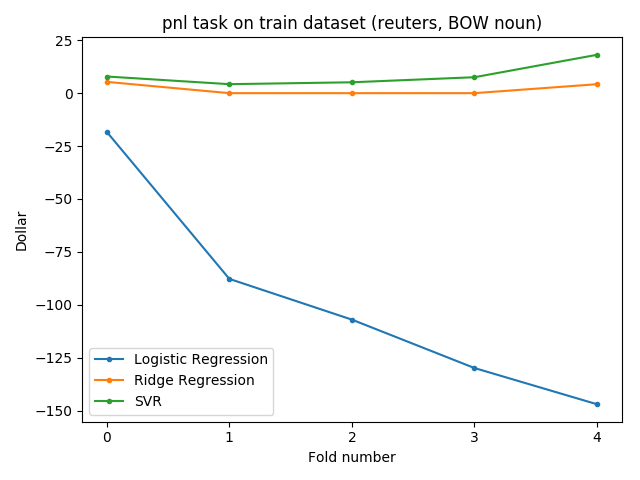 pnl task on train dataset (reuters, BOW noun)
25
0
−25
−50
−75
−100
−125
−150
Dollar
Logistic Regression
Ridge Regression
SVR
0 1 2 3 4
Fold number